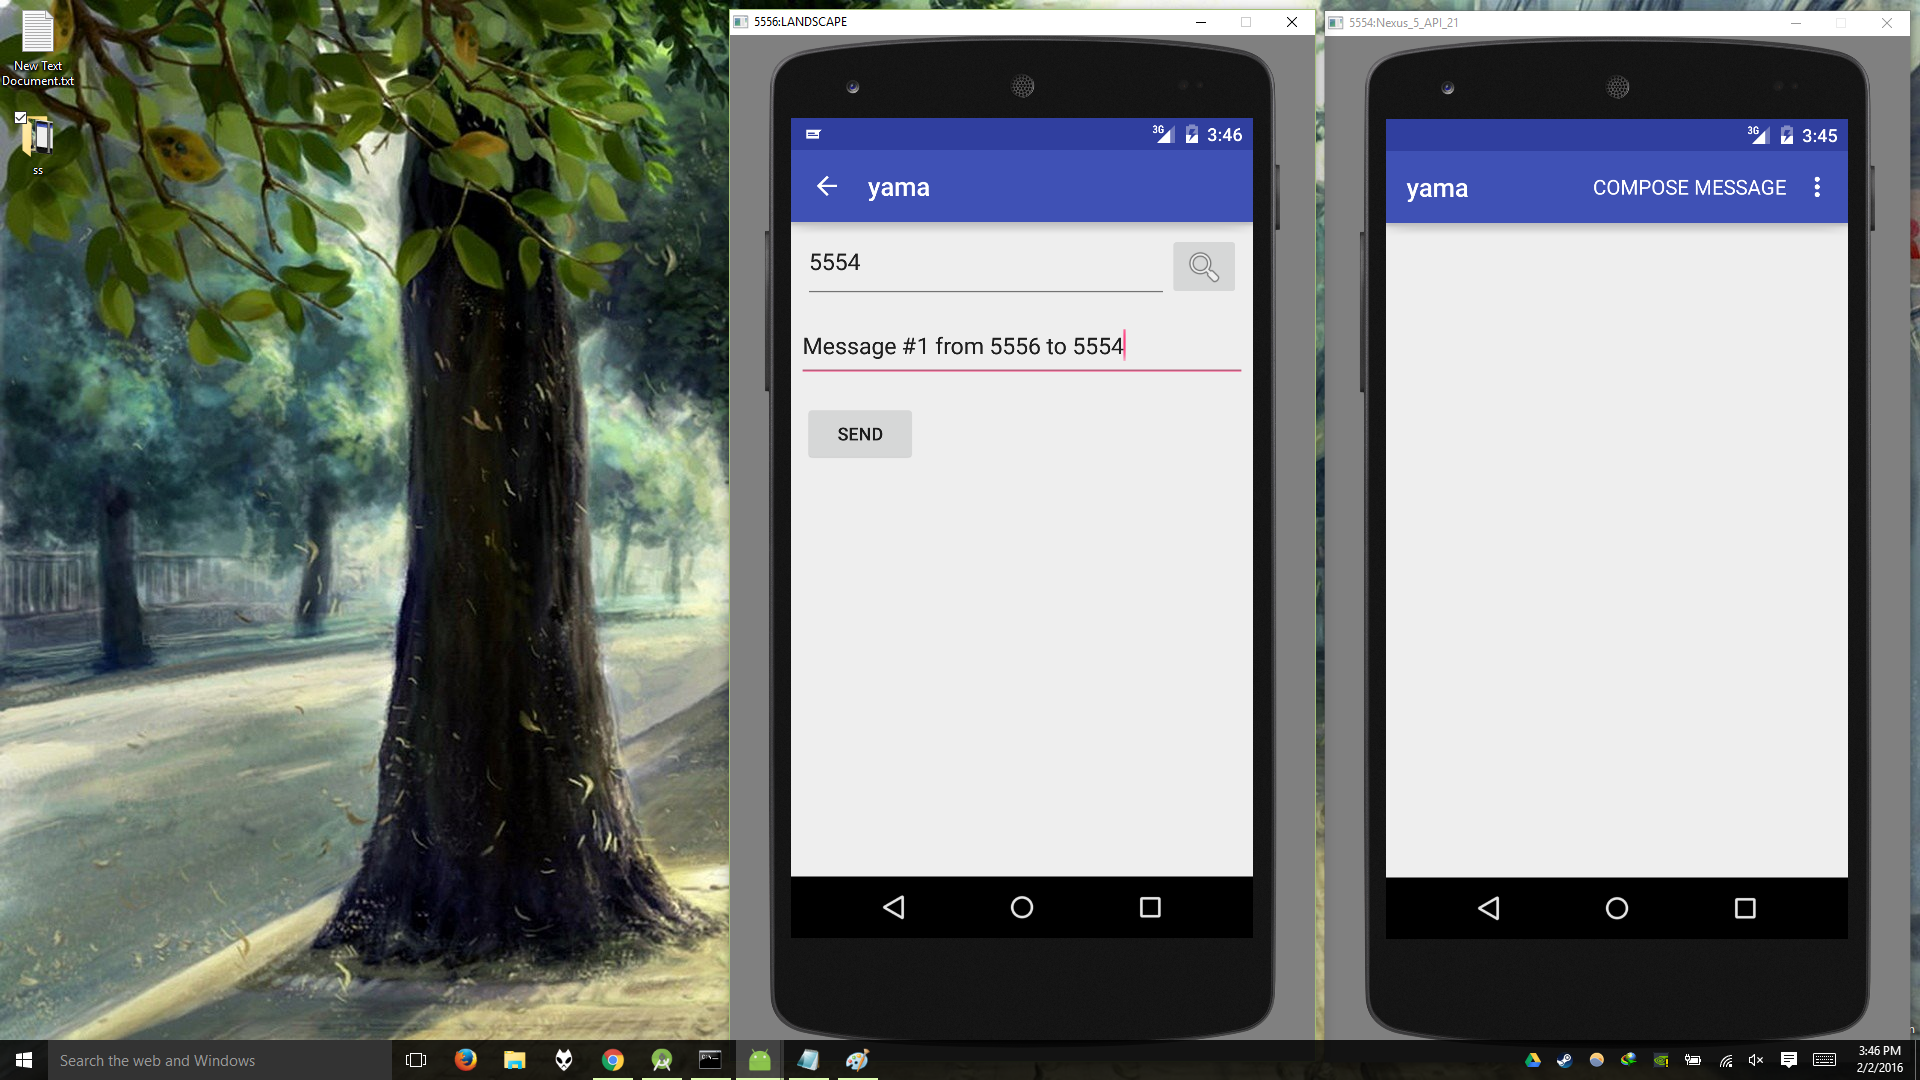 New Text
Document.txt
ss
5556:LANDSCAPE
3G
3:46
yama
5554
Message #1 from 5556 to 5554
SEND
5554:Nexus_5_API_21
3G
3:45
yama
COMPOSE MESSAGE
Search the web and Windows
3:46 PM
2/2/2016